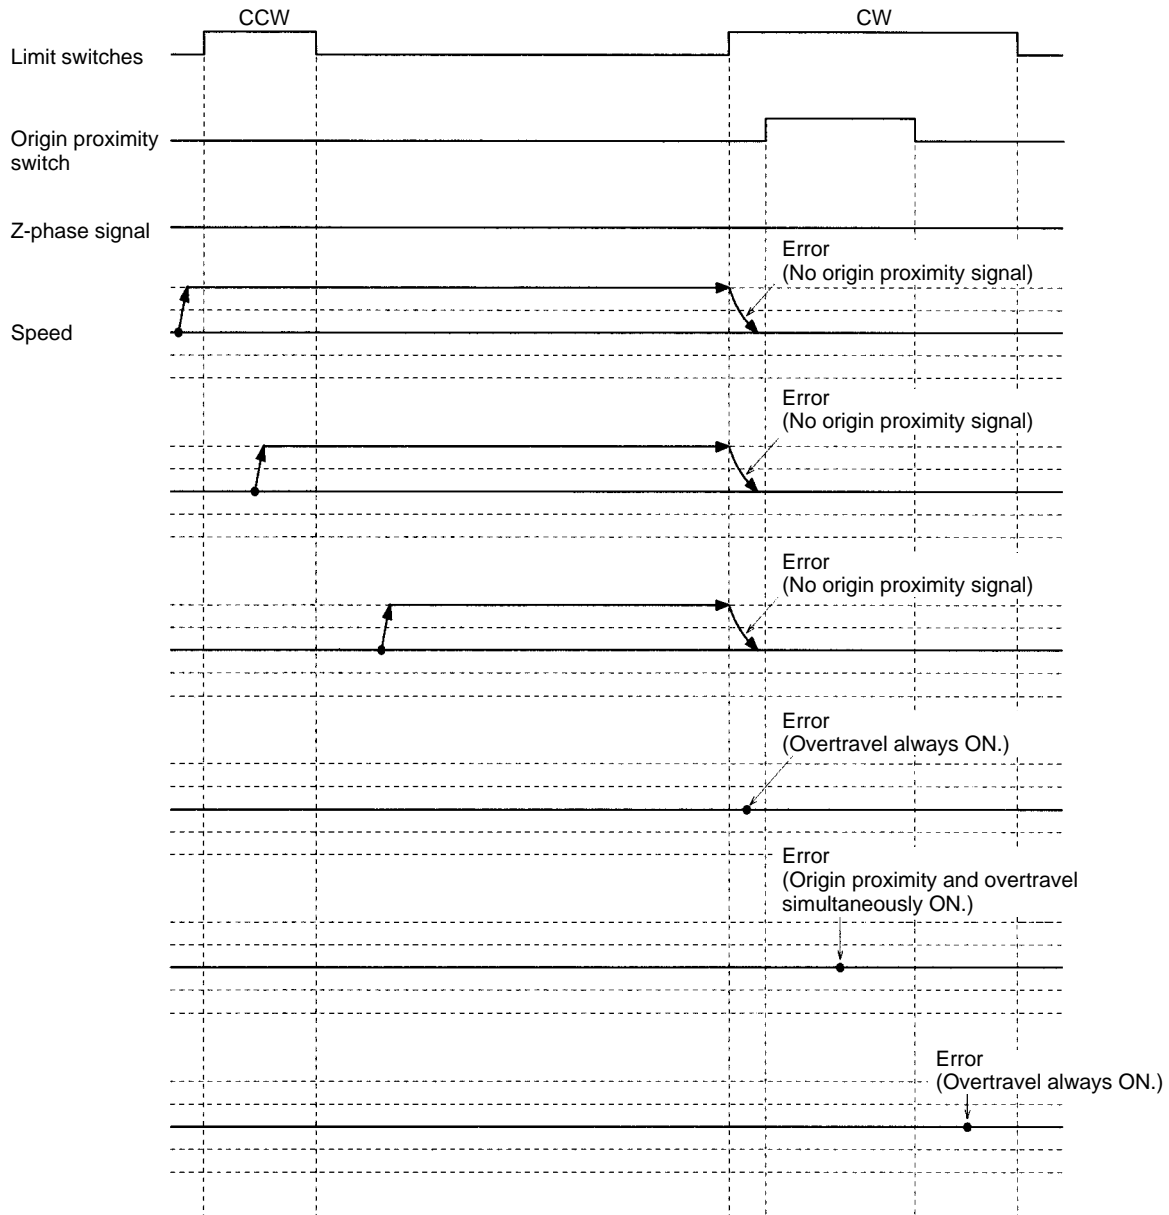 CCW
CW
Limit switches
Origin proximity
switch
Z-phase signal
Error
(No origin proximity signal)
Speed
Error
(No origin proximity signal)
Error
(No origin proximity signal)
Error
(Overtravel always ON.)
Error
(Origin proximity and overtravel
simultaneously ON.)
Error
(Overtravel always ON.)